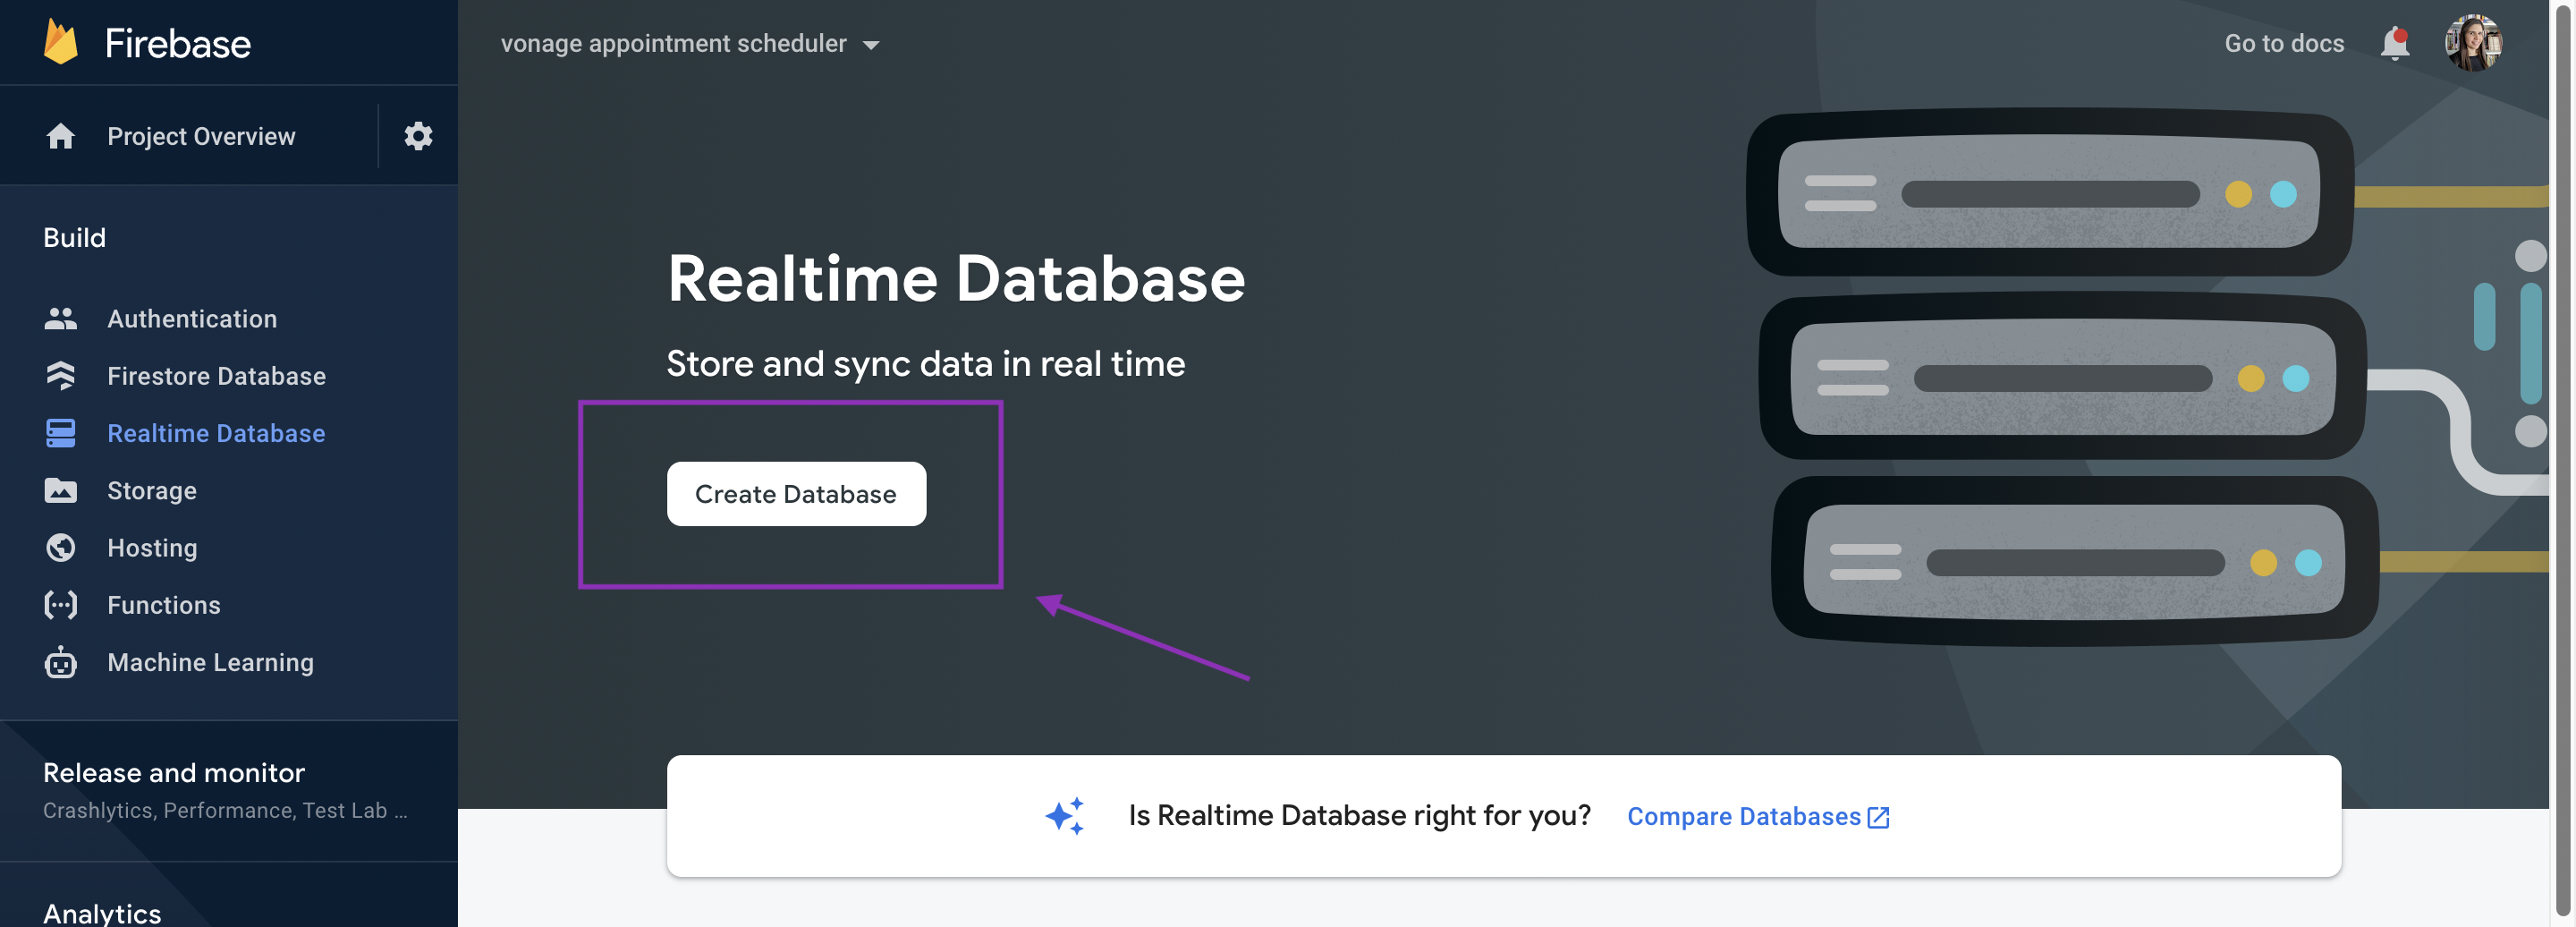 Firebase
vonage appointment scheduler
Go to docs
Project Overview
Build
Authentication
Firestore Database
Realtime Database
Storage
Hosting
Functions
Machine Learning
Release and monitor
Crashlytics, Performance, Test Lab ...
Analytics
Realtime Database
Store and sync data in real time
Create Database
Is Realtime Database right for you? Compare Databases